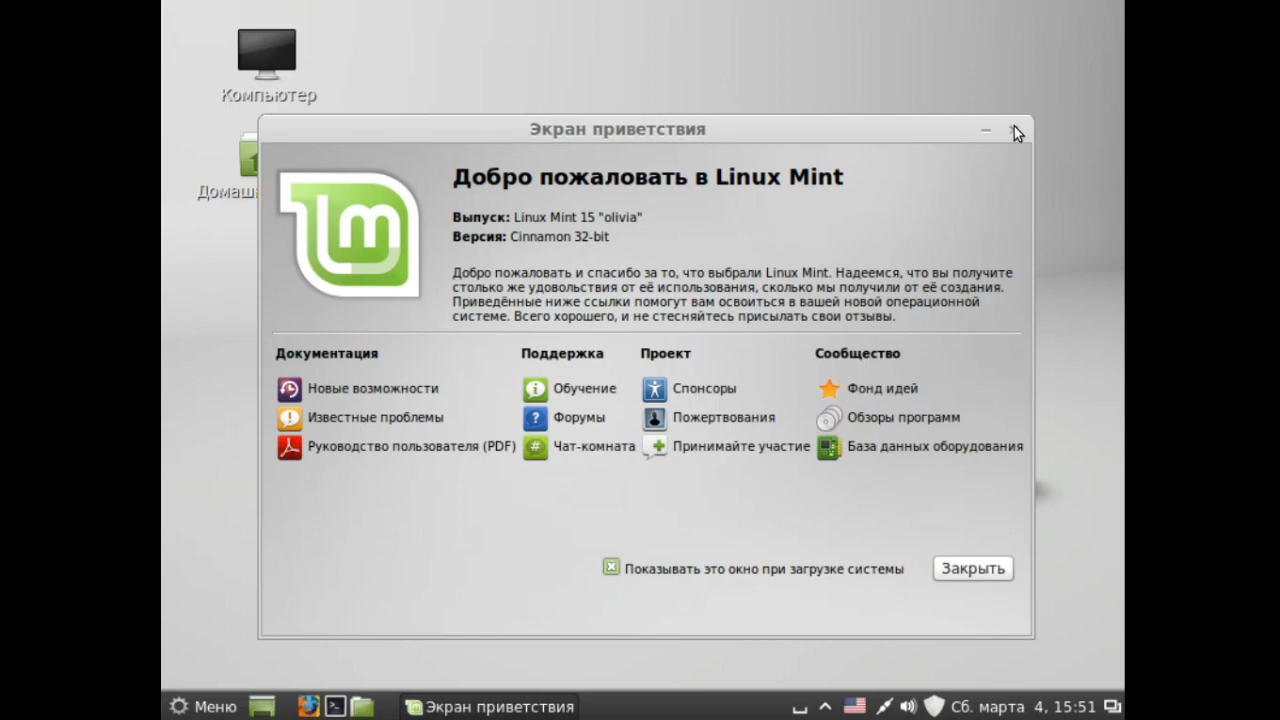 Компьютер
Домаш
Экран приветствия
Добро пожаловать в Linux Mint
Выпуск: Linux Mint 15 "olivia"
Версия: Cinnamon 32-bit
Добро пожаловать и спасибо за то, что выбрали Linux Mint. Надеемся, что вы получите
столько же удовольствия от её использования, сколько мы получили от её создания.
Приведённые ниже ссылки помогут вам освоиться в вашей новой операционной
системе. Всего хорошего, и не стесняйтесь присылать свои отзывы.
Документация
Новые возможности
Известные проблемы
Руководство пользователя (PDF)
Поддержка
Обучение
Форумы
Чат-комната
Проект
Спонсоры
Пожертвования
Принимайте участие
Сообщество
Фонд идей
Обзоры программ
База данных оборудования
Показывать это окно при загрузке системы
Закрыть
Меню
Экран приветствия
Сб. марта 4, 15:51